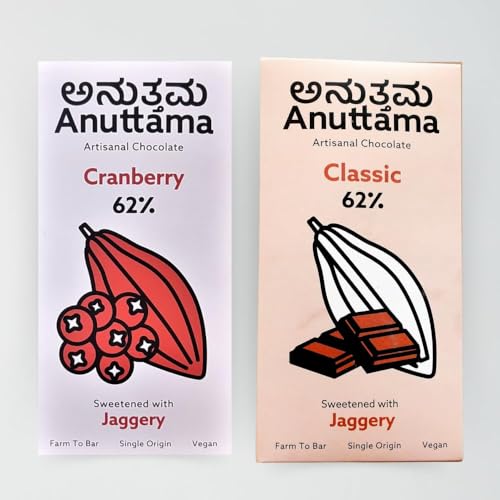 ಅನುತ್ತಮ
Anuttama
Artisanal Chocolate
Cranberry
62%
Sweetened with
Jaggery
Farm To Bar Single Origin Vegan
ಅನುತ್ತಮ
Anuttama
Artisanal Chocolate
Classic
62%
Sweetened with
Jaggery
Farm To Bar Single Origin Vegan